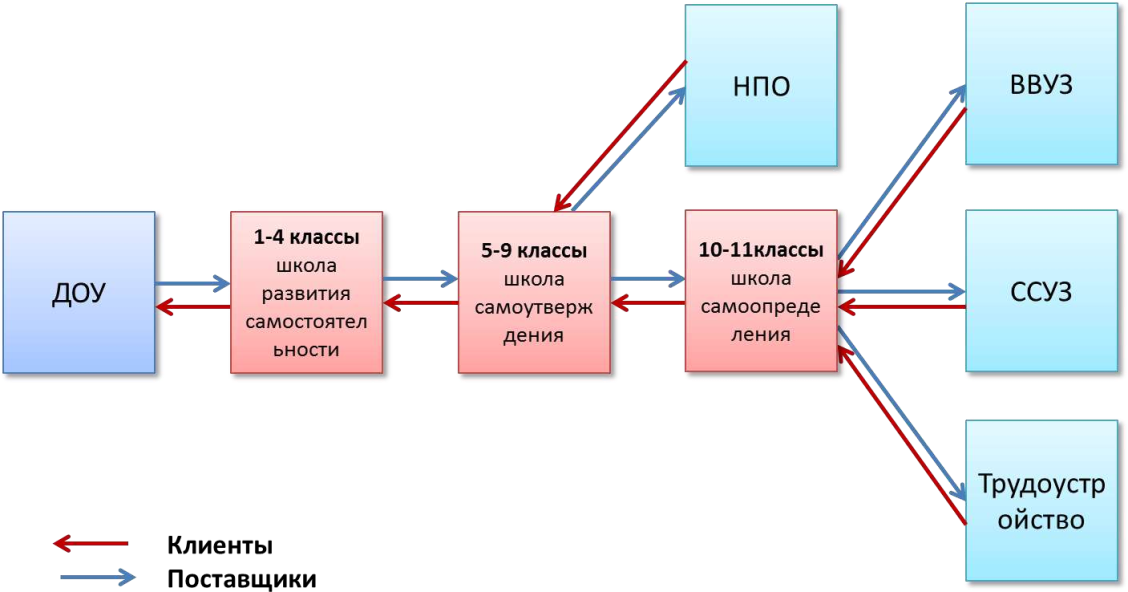 НПО
ВВУЗ
ДОУ
1-4 классы
школа
развития
самостоятел
ьности
5-9 классы
школа
самоутверж
дения
10-11классы
школа
самоопреде
ления
ССУЗ
Трудоустр
ойство
Клиенты
Поставщики